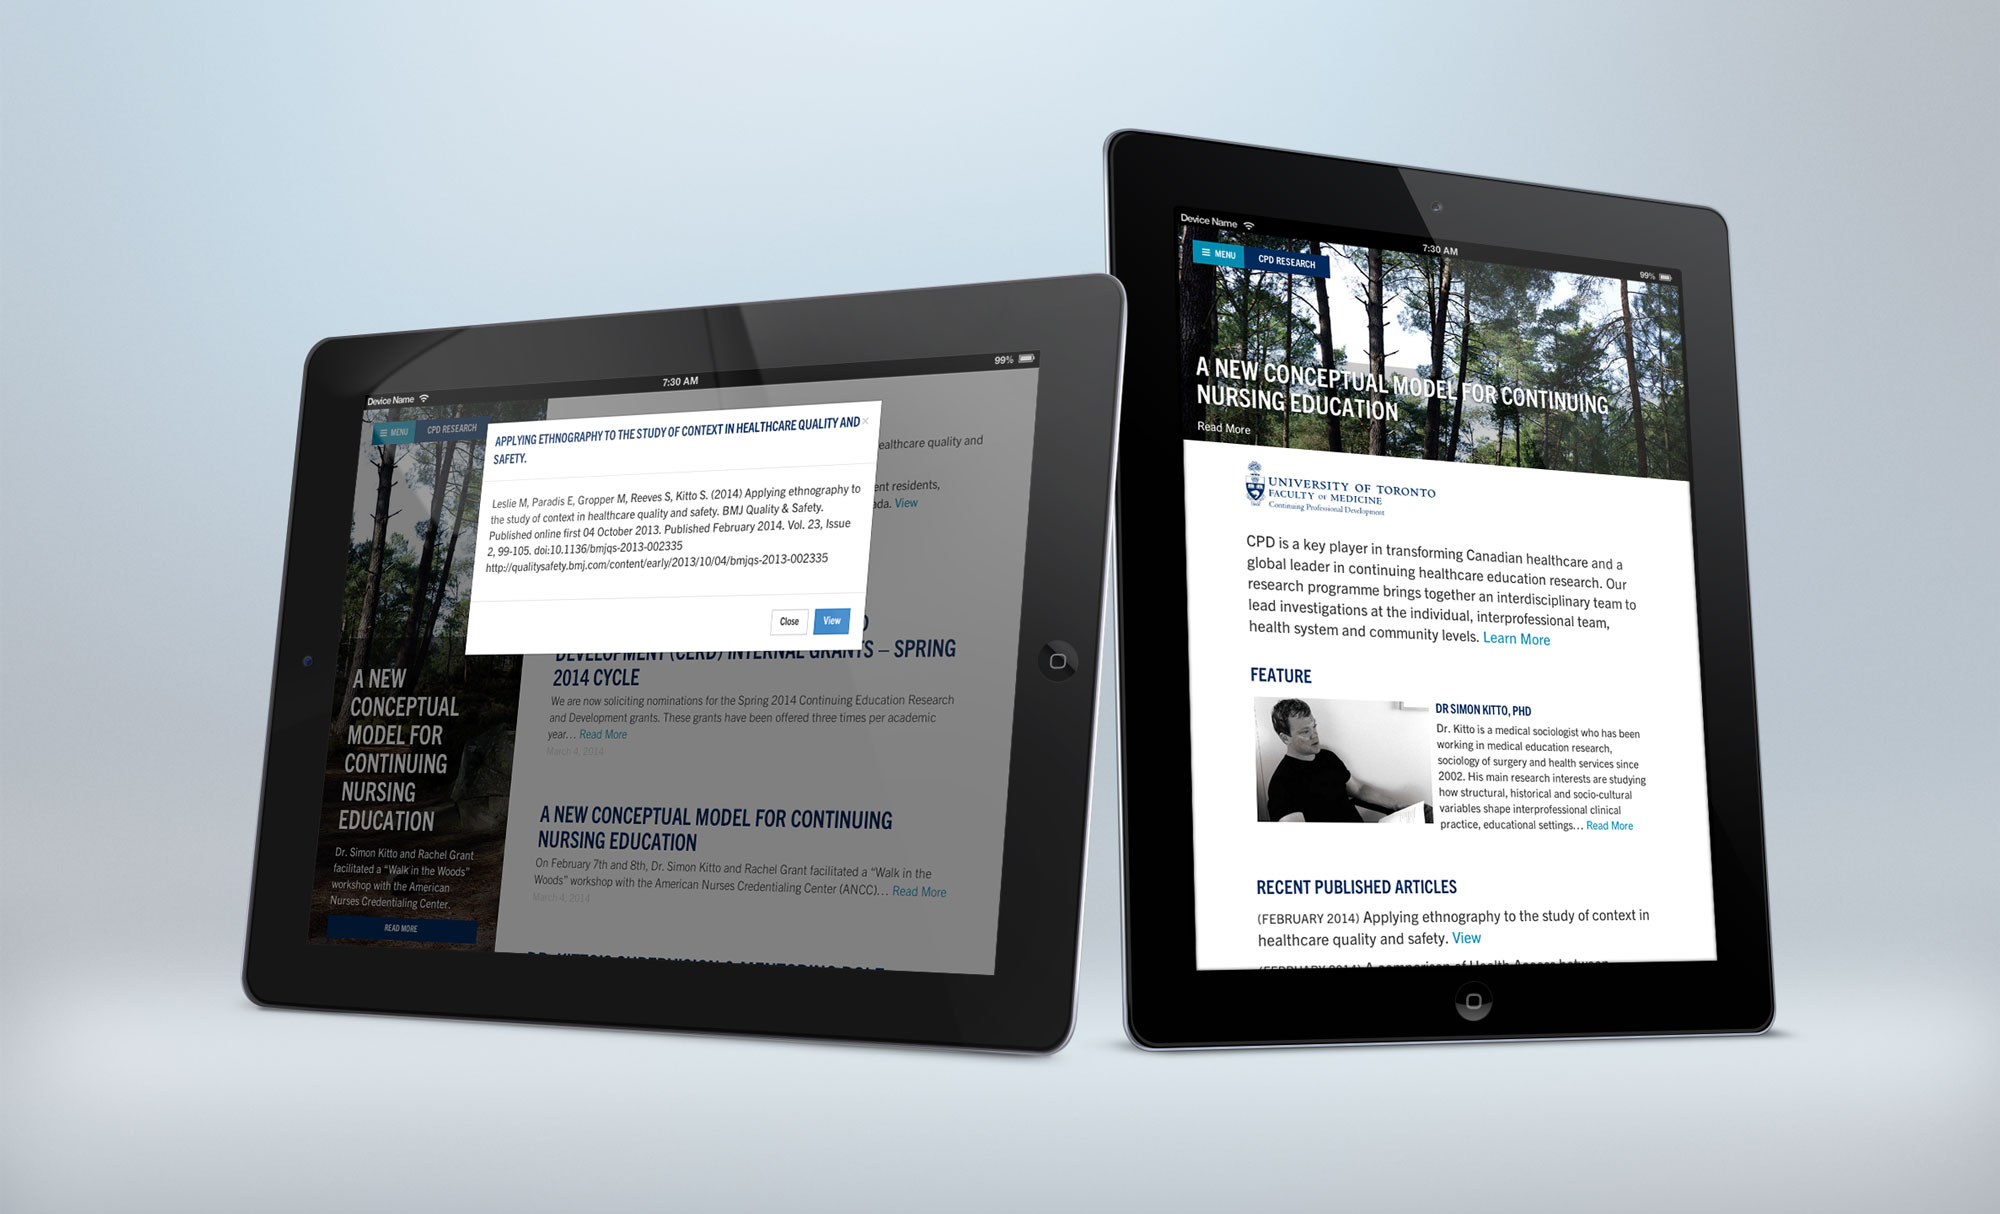 Device Name
7:30 AM
99%
MENU
CPD RESEARCH
A NEW
CONCEPTUAL
MODEL FOR
CONTINUING
NURSING
EDUCATION
Dr. Simon Kitto and Rachel Grant
facilitated a “Walk in the Woods”
workshop with the American
Nurses Credentialing Center.
READ MORE
APPLYING ETHNOGRAPHY TO THE STUDY OF CONTEXT IN HEALTHCARE QUALITY AND ×
SAFETY.
Leslie M, Paradis E, Gropper M, Reeves S, Kitto S. (2014) Applying ethnography to
the study of context in healthcare quality and safety. BMJ Quality & Safety.
Published online first 04 October 2013. Published February 2014. Vol. 23, Issue
2, 99-105. doi:10.1136/bmjqs-2013-002335
http://qualitysafety.bmj.com/content/early/2013/10/04/bmjqs-2013-002335
Close
View
ealthcare quality and
ent residents,
ada. View
DEVELOPMENT (CERD) INTERNAL GRANTS – SPRING
2014 CYCLE
We are now soliciting nominations for the Spring 2014 Continuing Education Research
and Development grants. These grants have been offered three times per academic
year... Read More
March 4, 2014
A NEW CONCEPTUAL MODEL FOR CONTINUING
NURSING EDUCATION
On February 7th and 8th, Dr. Simon Kitto and Rachel Grant facilitated a “Walk in the
Woods” workshop with the American Nurses Credentialing Center (ANCC)... Read More
March 4, 2014
DR. KITTO'S SUPERVISION & MENTORING ROLE
Device Name
7:30 AM
99%
MENU
CPD RESEARCH
A NEW CONCEPTUAL MODEL FOR CONTINUING
NURSING EDUCATION
Read More
UNIVERSITY OF TORONTO
FACULTY OF MEDICINE
Continuing Professional Development
CPD is a key player in transforming Canadian healthcare and a
global leader in continuing healthcare education research. Our
research programme brings together an interdisciplinary team to
lead investigations at the individual, interprofessional team,
health system and community levels. Learn More
FEATURE
DR SIMON KITTO, PHD
Dr. Kitto is a medical sociologist who has been
working in medical education research,
sociology of surgery and health services since
2002. His main research interests are studying
how structural, historical and socio-cultural
variables shape interprofessional clinical
practice, educational settings... Read More
RECENT PUBLISHED ARTICLES
(FEBRUARY 2014) Applying ethnography to the study of context in
healthcare quality and safety. View
(FEBRUARY 2014) A comparison of Health Access between